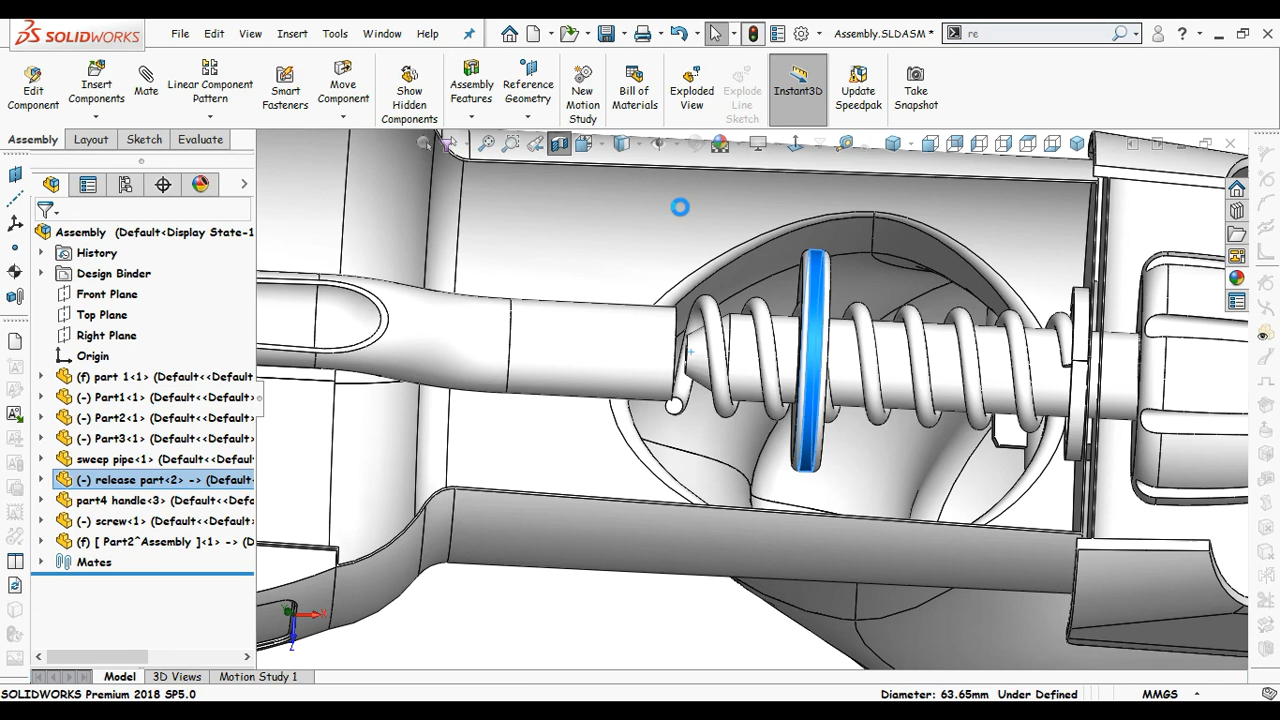 SOLIDWORKS File Edit View Insert Tools Window Help Assembly.SLDASM * re ?
Edit Component
Insert Components
Mate
Linear Component Pattern
Smart Fasteners
Move Component
Show Hidden Components
Assembly Features
Reference Geometry
New Motion Study
Bill of Materials
Exploded View
Explode Line Sketch
Instant3D
Update Speedpak
Take Snapshot
Assembly Layout Sketch Evaluate
Assembly (Default<Display State-1
History
Design Binder
Front Plane
Top Plane
Right Plane
Origin
(f) part 1<1> (Default<<Default
(-) Part1<1> (Default<<Default>
(-) Part2<1> (Default<<Default>
(-) Part3<1> (Default<<Default>
sweep pipe<1> (Default<<Default
(-) release part<2> -> (Default
part4 handle<3> (Default<<Defa
(-) screw<1> (Default<<Default>
(f) [ Part2^Assembly ]<1> -> (D
Mates
Y X
Z
Model 3D Views Motion Study 1
SOLIDWORKS Premium 2018 SP5.0 Diameter: 63.65mm Under Defined MMGS